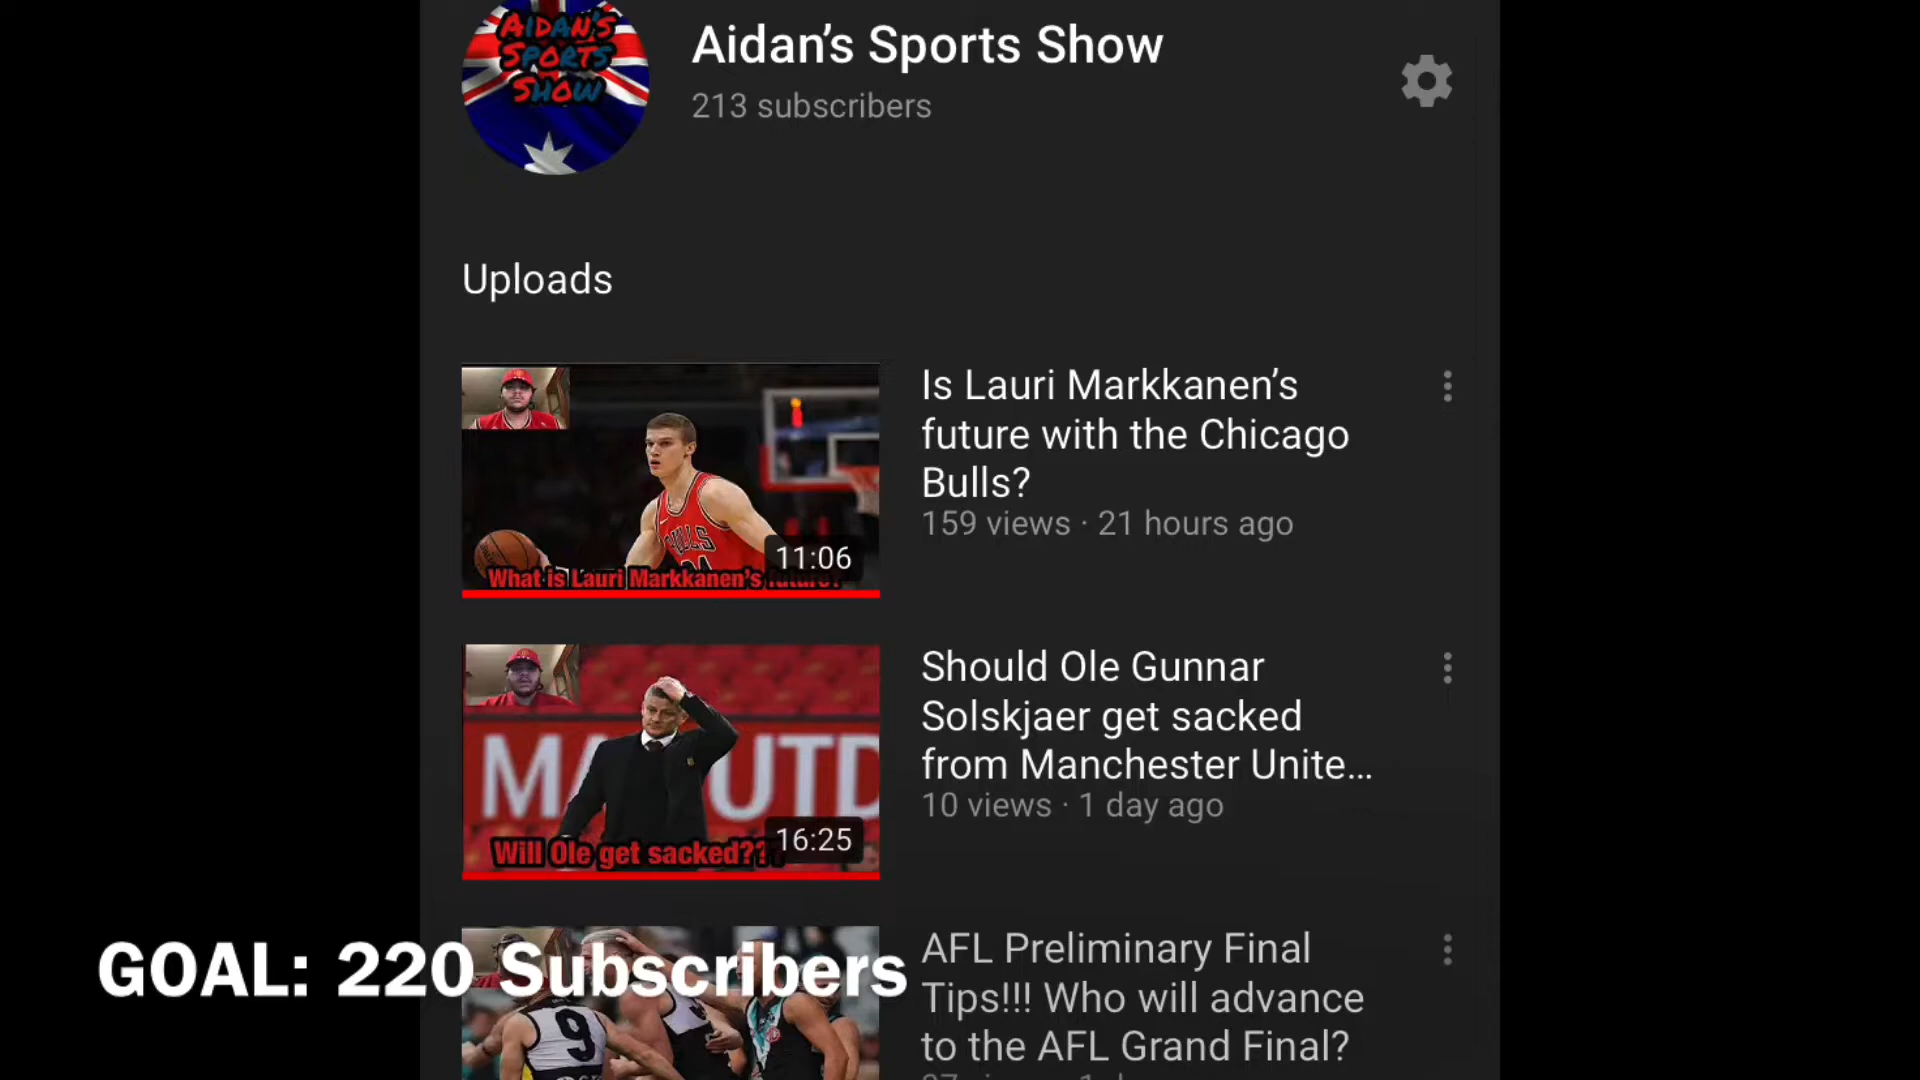 AIDAN'S
SPORTS
SHOW
Aidan's Sports Show
213 subscribers
Uploads
Is Lauri Markkanen's
future with the Chicago
Bulls?
159 views · 21 hours ago
11:06
What is Lauri Markkanen's future?
Should Ole Gunnar
Solskjaer get sacked
from Manchester Unite...
10 views · 1 day ago
MA UTD
16:25
Will Ole get sacked???
AFL Preliminary Final
Tips!!! Who will advance
to the AFL Grand Final?
9
GOAL: 220 Subscribers